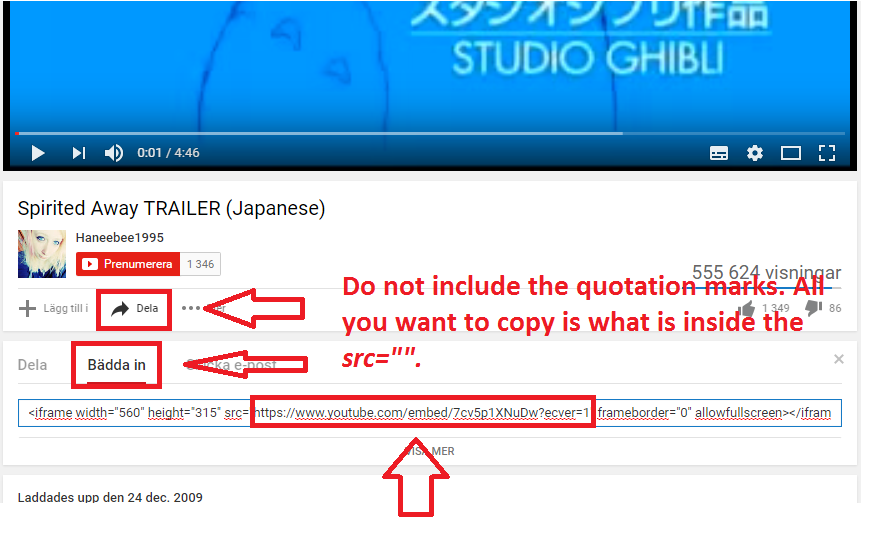 スタジオジブリ作品
STUDIO GHIBLI
0:01 / 4:46
Spirited Away TRAILER (Japanese)
Haneebee1995
Prenumerera 1 346
555 624 visningar
Lägg till i Dela
1 349 86
Do not include the quotation marks. All
you want to copy is what is inside the
src="".
Dela Bädda in e-post
<iframe width="560" height="315" src= https://www.youtube.com/embed/7cv5p1XNuDw?ecver=1 frameborder="0" allowfullscreen></ifram
VISA MER
Laddades upp den 24 dec. 2009